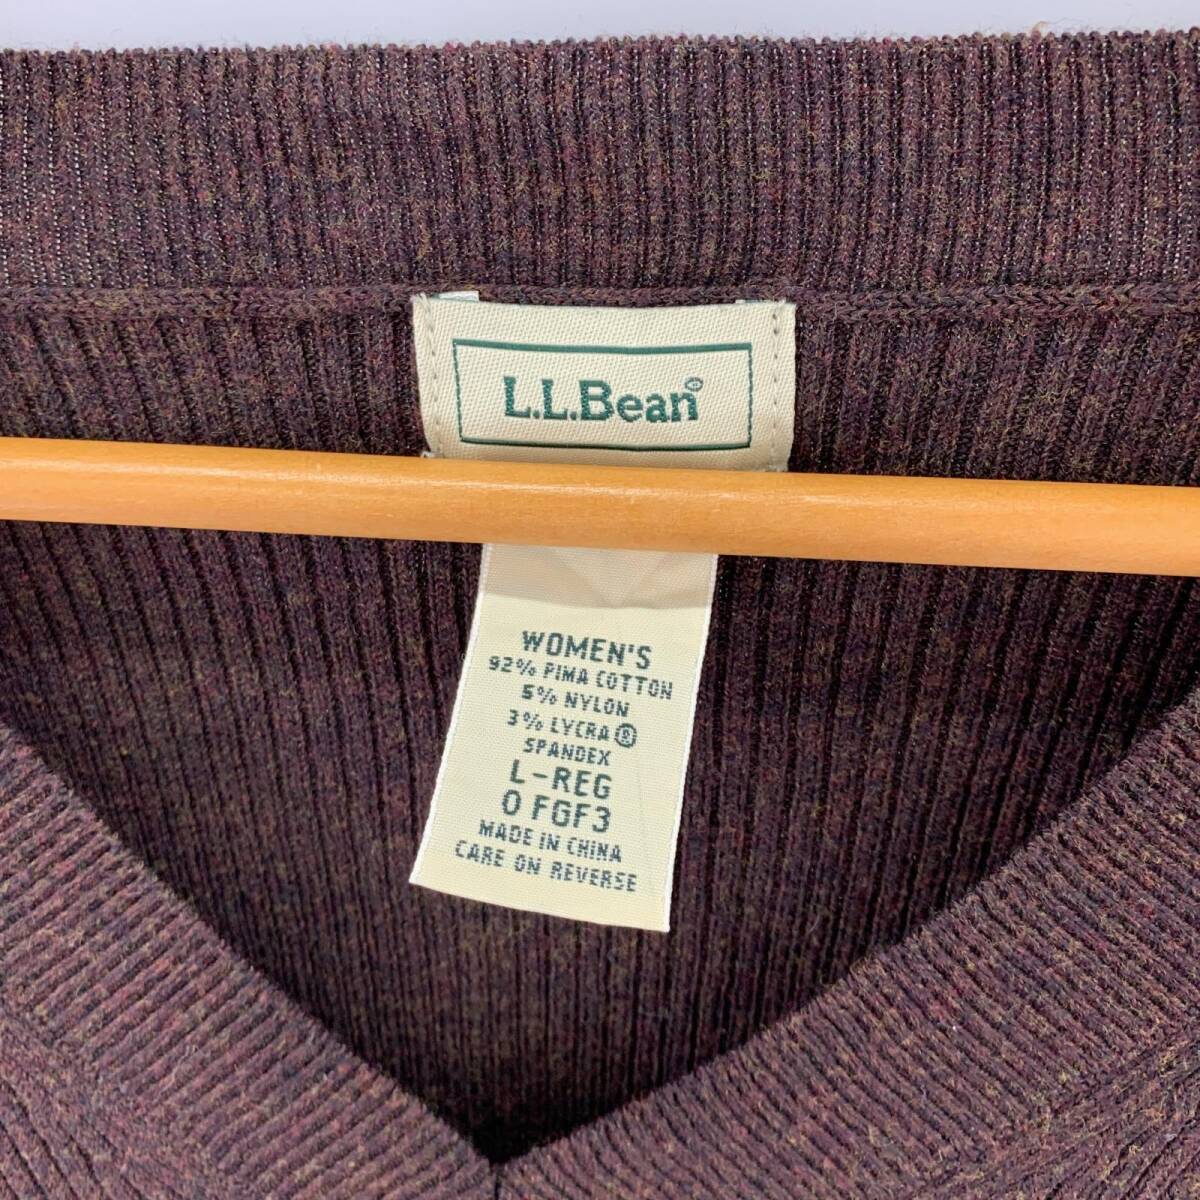 L.L.Bean®
WOMEN'S
92% PIMA COTTON
5% NYLON
3% LYCRA®
SPANDEX
L-REG
0 FGF3
MADE IN CHINA
CARE ON REVERSE